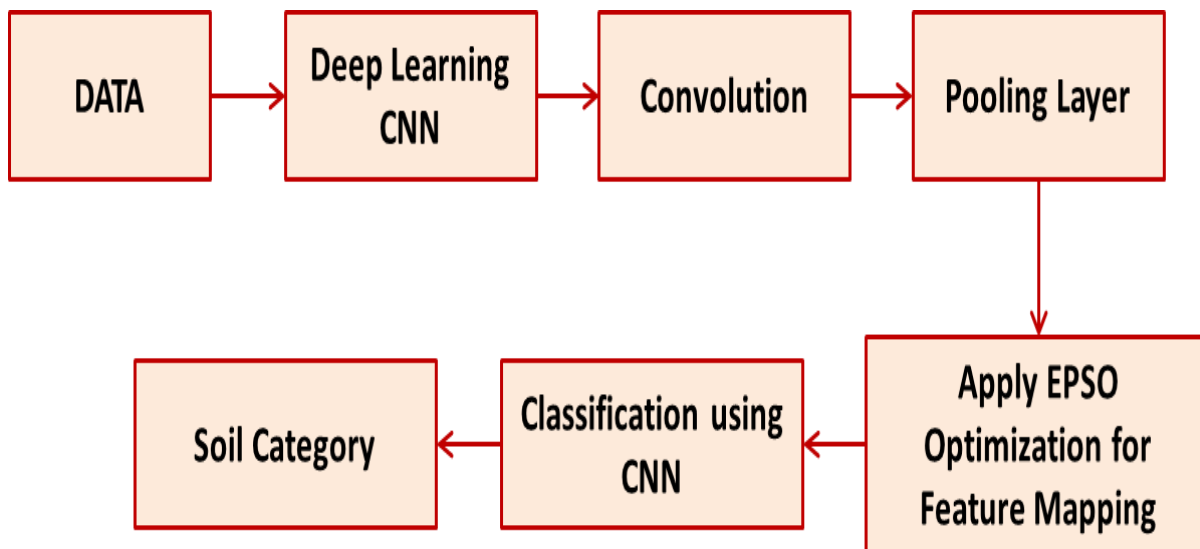 DATA
Deep Learning
CNN
Convolution
Pooling Layer
Apply EPSO
Optimization for
Feature Mapping
Classification using
CNN
Soil Category